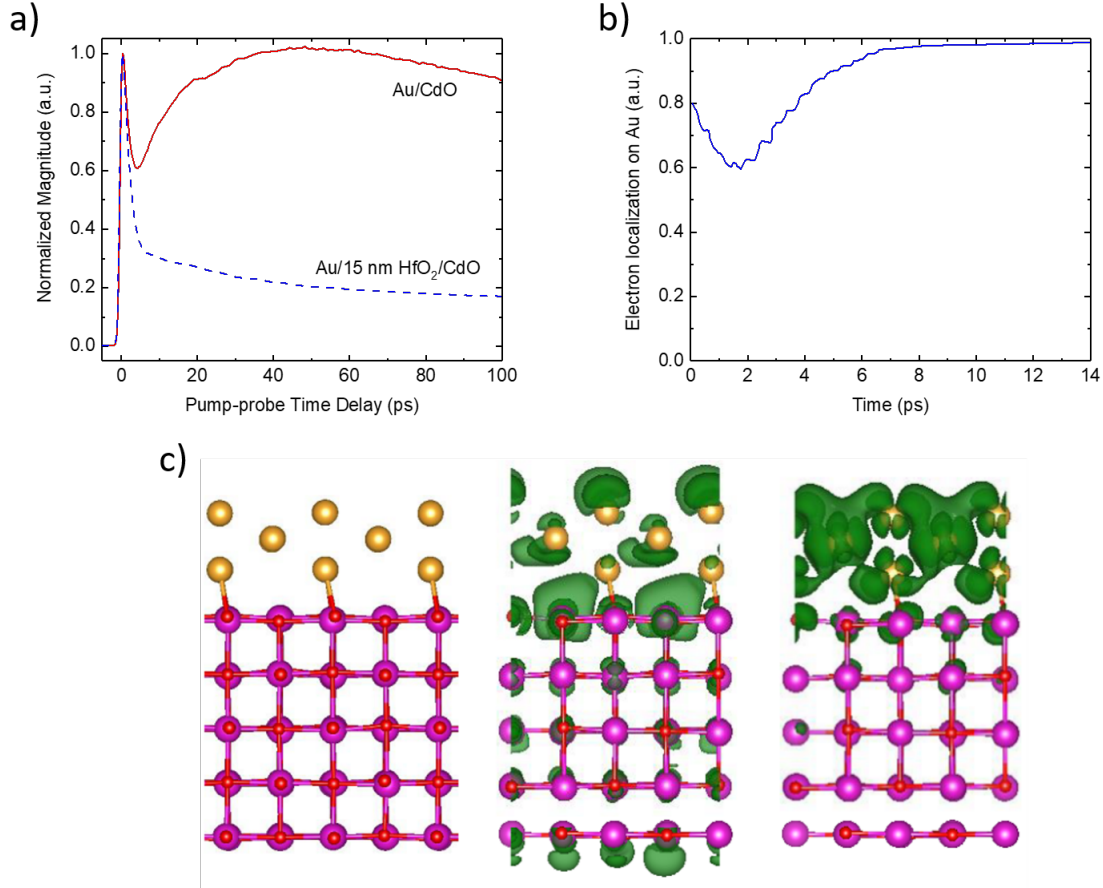 a)
Normalized Magnitude (a.u.)
1.0
0.8
0.6
0.4
0.2
0.0
Au/CdO
Au/15 nm HfO2/CdO
0 20 40 60 80 100
Pump-probe Time Delay (ps)
b)
Electron localization on Au (a.u.)
1.0
0.8
0.6
0.4
0.2
0.0
0 2 4 6 8 10 12 14
Time (ps)
c)